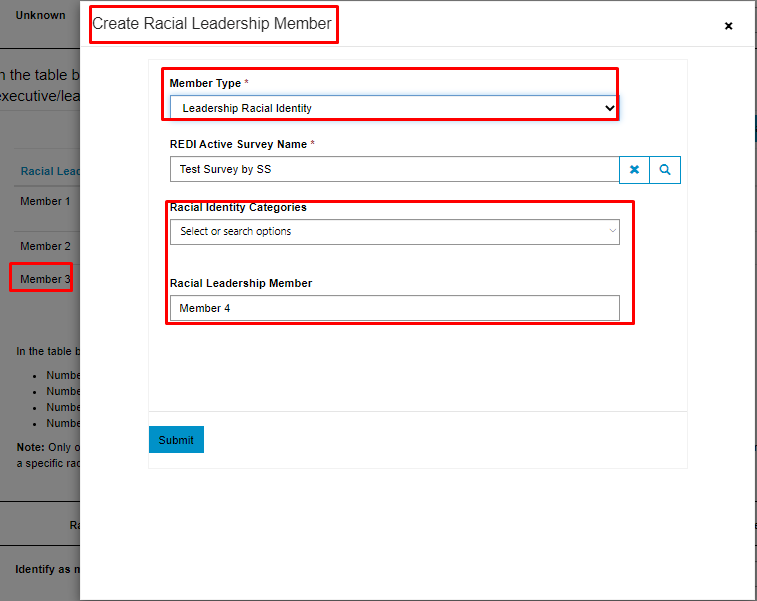 Unknown
Create Racial Leadership Member
×
n the table b
executive/lea
Member Type *
Leadership Racial Identity
REDI Active Survey Name *
Test Survey by SS
Racial Lead
Member 1
Member 2
Member 3
Racial Identity Categories
Select or search options
Racial Leadership Member
Member 4
In the table b
Numbe
Numbe
Numbe
Numbe
Note: Only o
a specific rac
Submit
Ra
Identify as m